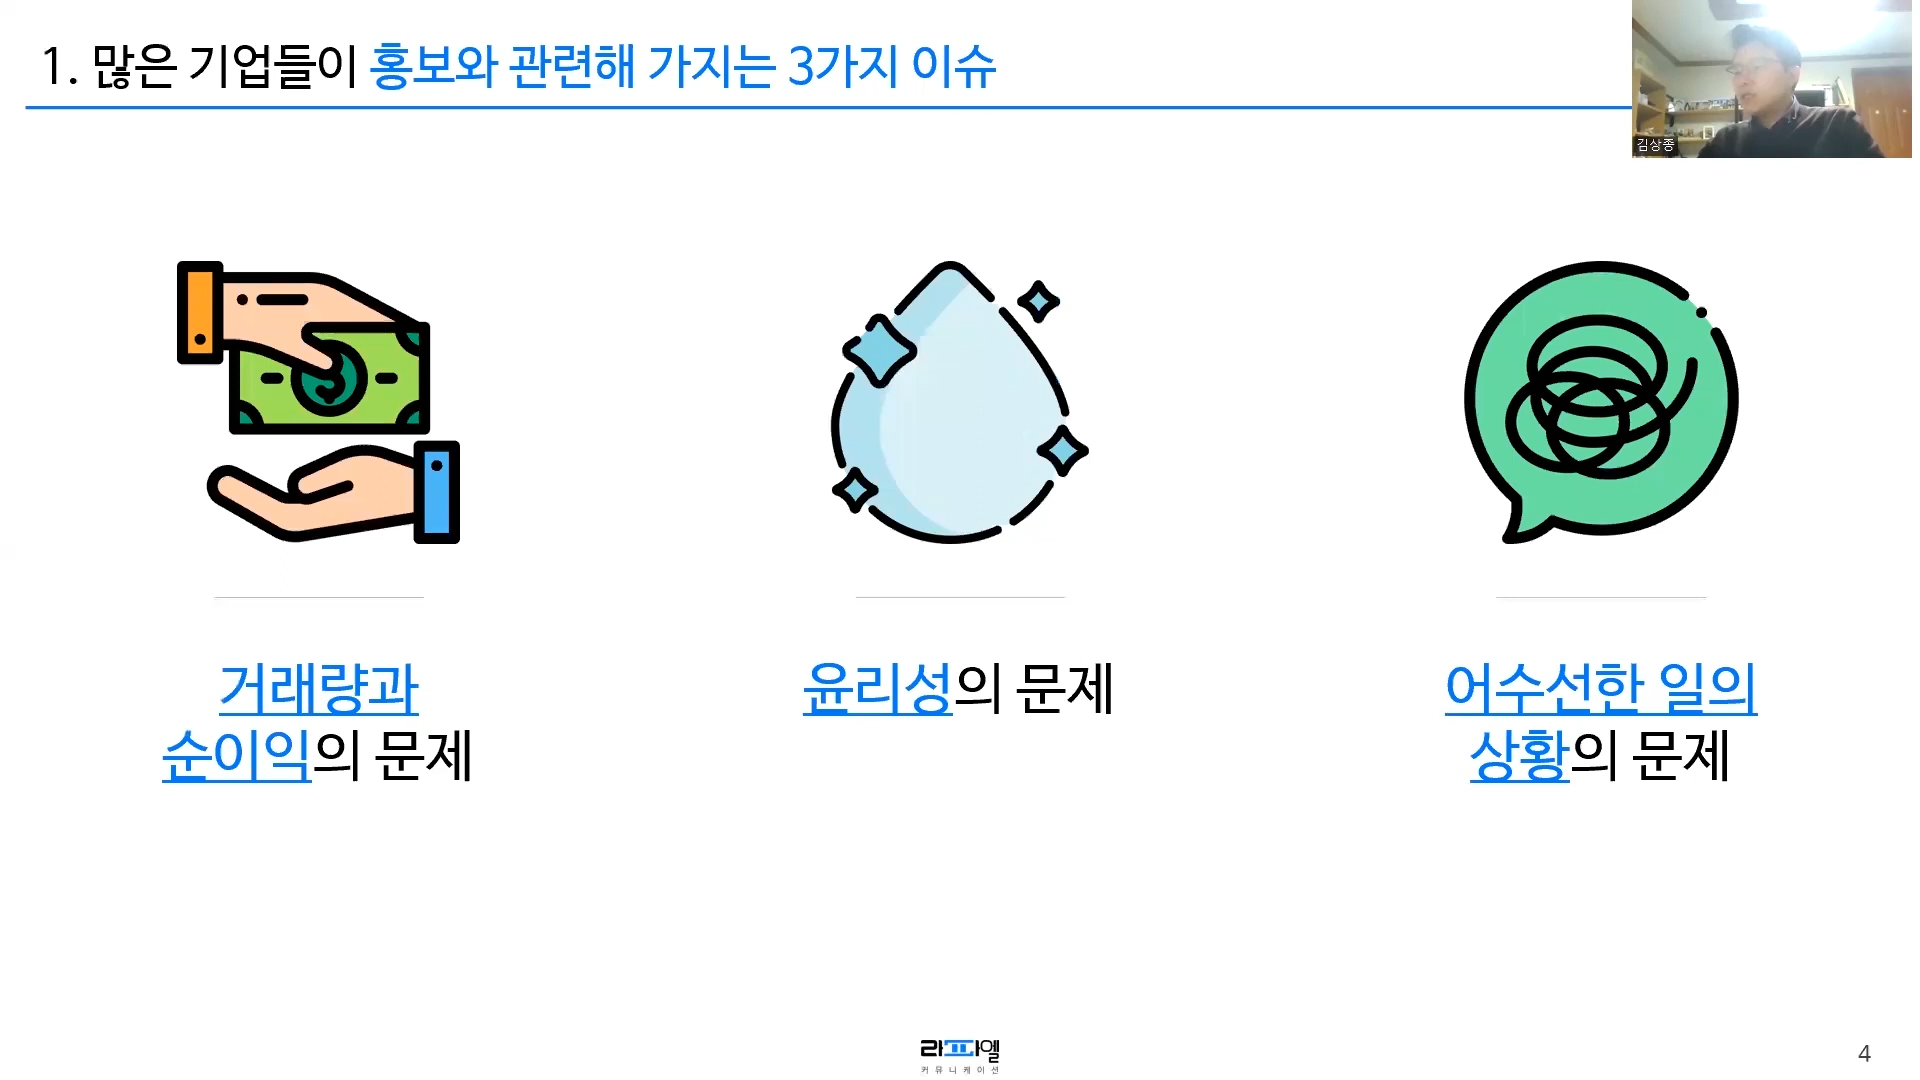 1. 많은 기업들이 홍보와 관련해 가지는 3가지 이슈
김상종
거래량과
순이익의 문제
윤리성의 문제
어수선한 일의
상황의 문제
라파엘
커뮤니케이션
4